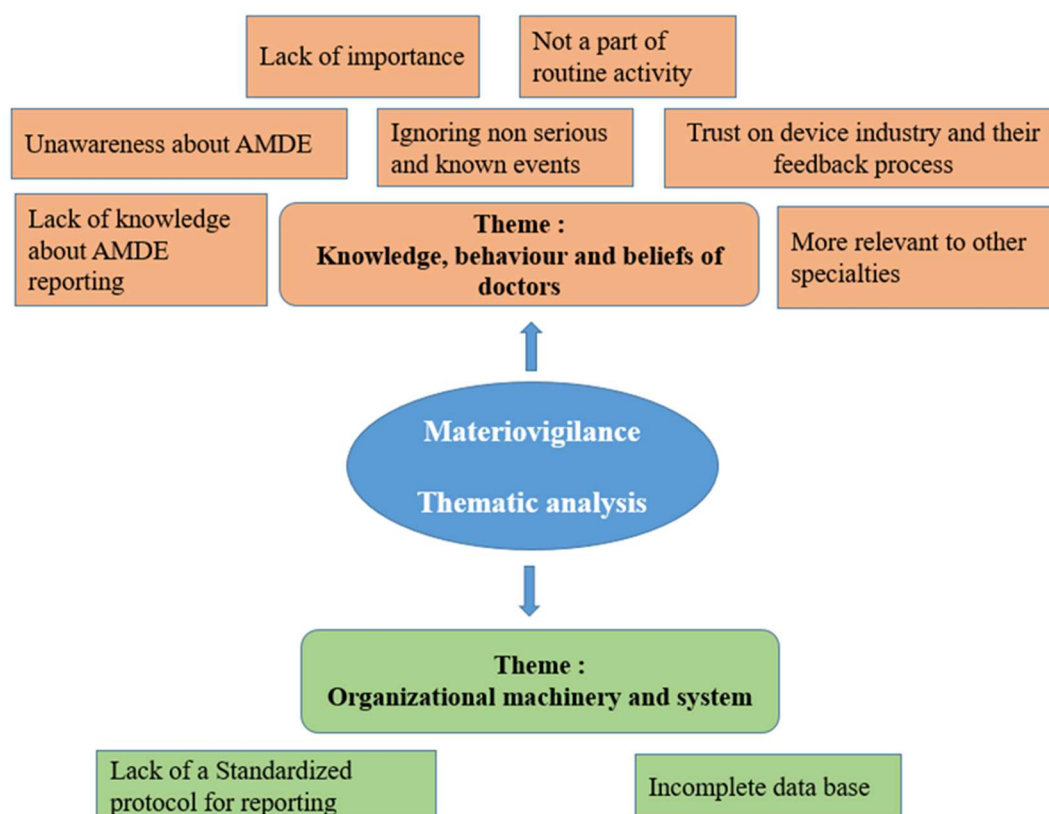 Lack of importance
Not a part of
routine activity
Unawareness about AMDE
Ignoring non serious
and known events
Trust on device industry and their
feedback process
Lack of knowledge
about AMDE
reporting
Theme :
Knowledge, behaviour and beliefs of
doctors
More relevant to other
specialties
Materiovigilance
Thematic analysis
Theme :
Organizational machinery and system
Lack of a Standardized
protocol for reporting
Incomplete data base